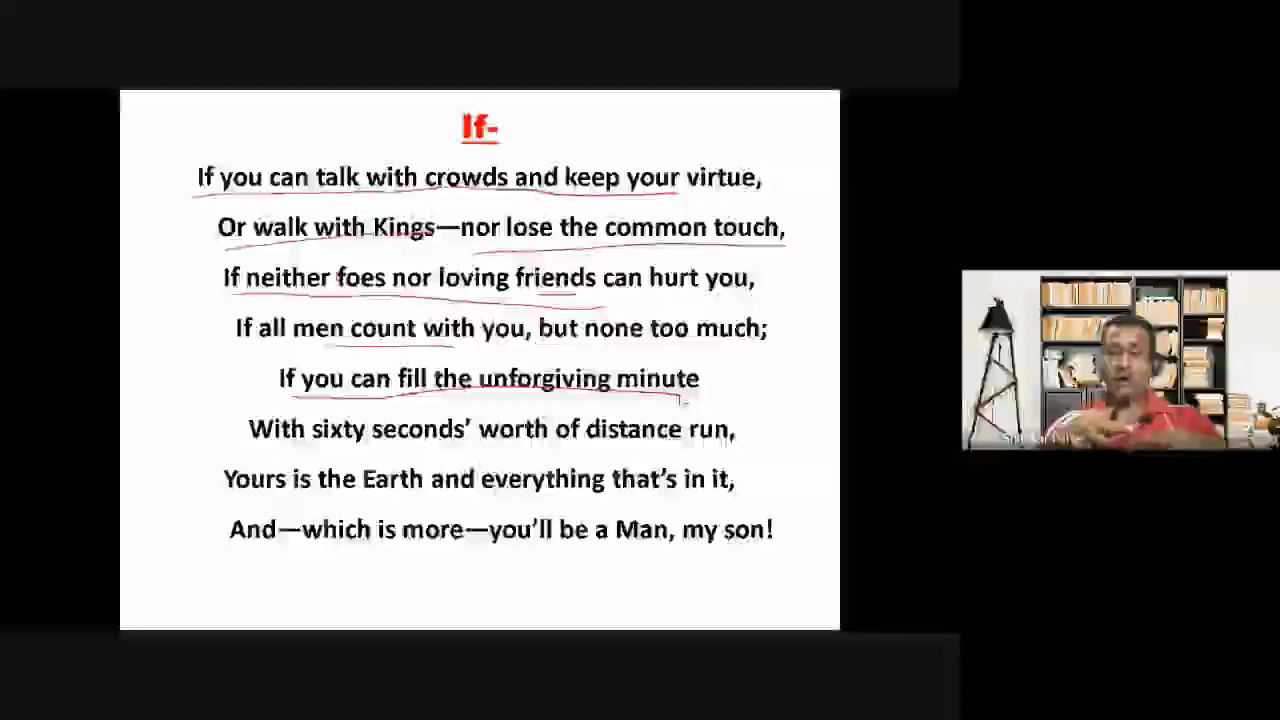 If-
If you can talk with crowds and keep your virtue,
Or walk with Kings—nor lose the common touch,
If neither foes nor loving friends can hurt you,
If all men count with you, but none too much;
If you can fill the unforgiving minute
With sixty seconds’ worth of distance run,
Yours is the Earth and everything that’s in it,
And—which is more—you’ll be a Man, my son!